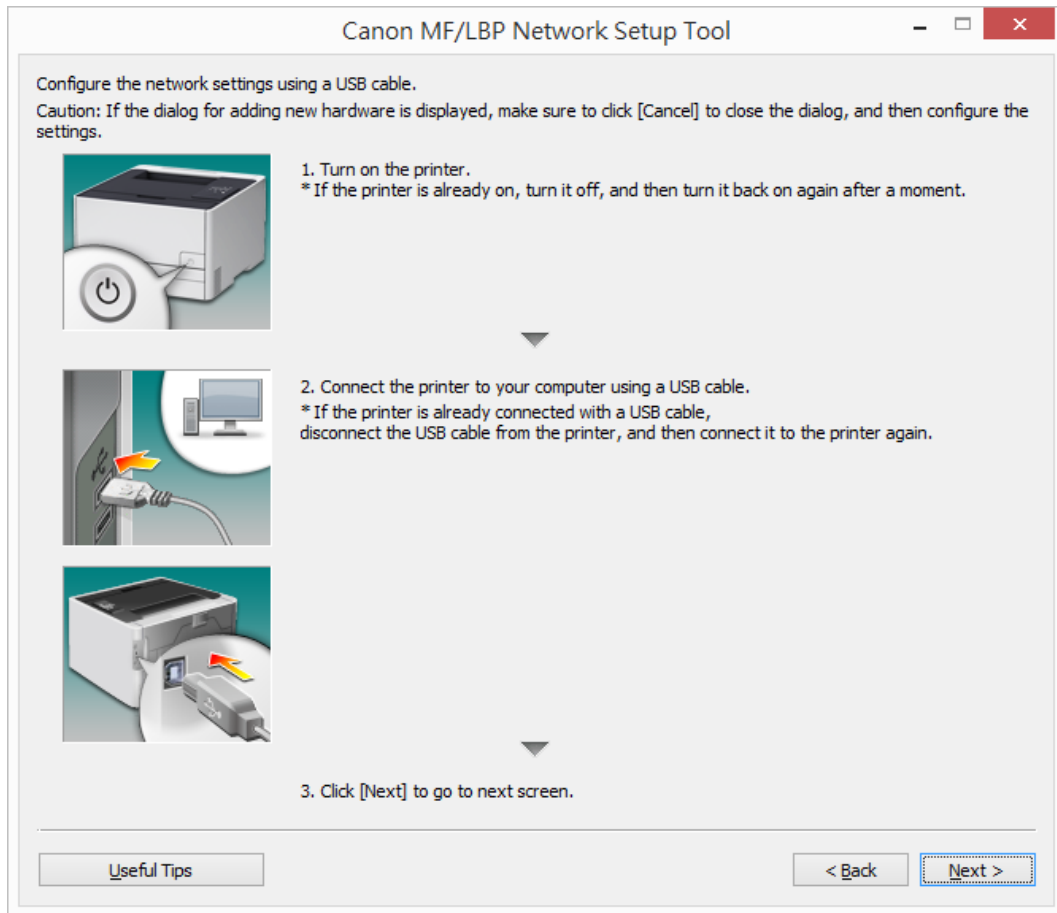 Canon MF/LBP Network Setup Tool
Configure the network settings using a USB cable.
Caution: If the dialog for adding new hardware is displayed, make sure to click [Cancel] to close the dialog, and then configure the
settings.
1. Turn on the printer.
* If the printer is already on, turn it off, and then turn it back on again after a moment.
2. Connect the printer to your computer using a USB cable.
* If the printer is already connected with a USB cable,
disconnect the USB cable from the printer, and then connect it to the printer again.
3. Click [Next] to go to next screen.
Useful Tips
< Back
Next >